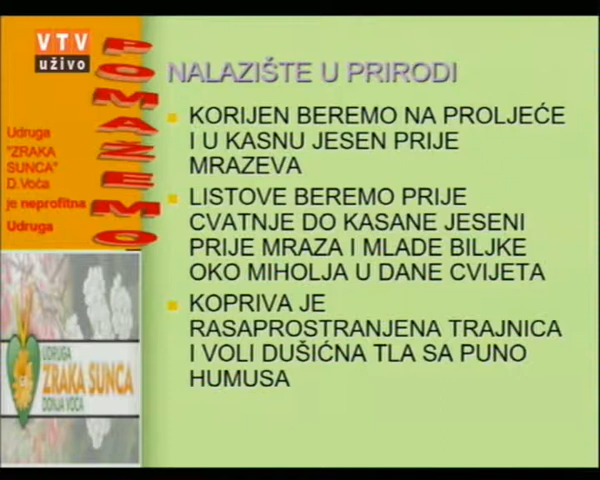 VTV
uživo
POMAŽEMO
Udruga
"ZRAKA
SUNCA"
D.Voća
je neprofitna
Udruga
UDRUGA
ZRAKA SUNCA
DONJA VOĆA
NALAZIŠTE U PRIRODI
KORIJEN BEREMO NA PROLJEĆE
I U KASNU JESEN PRIJE
MRAZEVA
LISTOVE BEREMO PRIJE
CVATNJE DO KASANE JESENI
PRIJE MRAZA I MLADE BILJKE
OKO MIHOLJA U DANE CVIJETA
KOPRIVA JE
RASAPROSTRANJENA TRAJNICA
I VOLI DUŠIĆNA TLA SA PUNO
HUMUSA